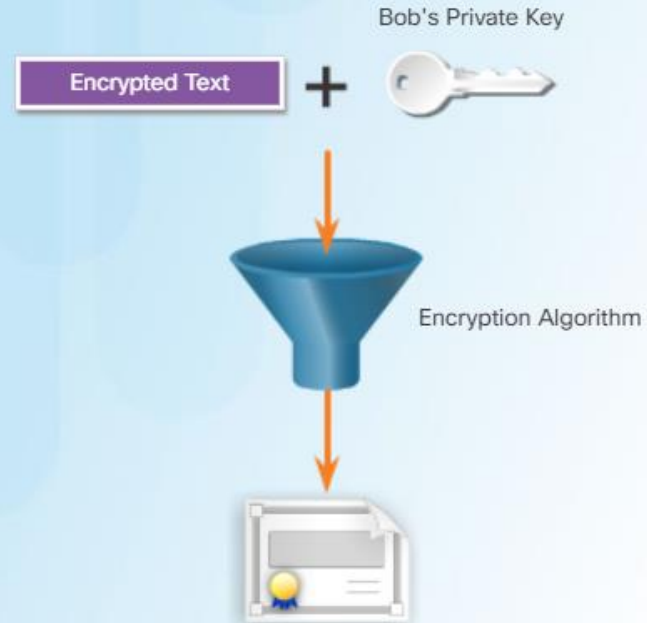 Bob's Private Key
Encrypted Text
+
Encryption Algorithm